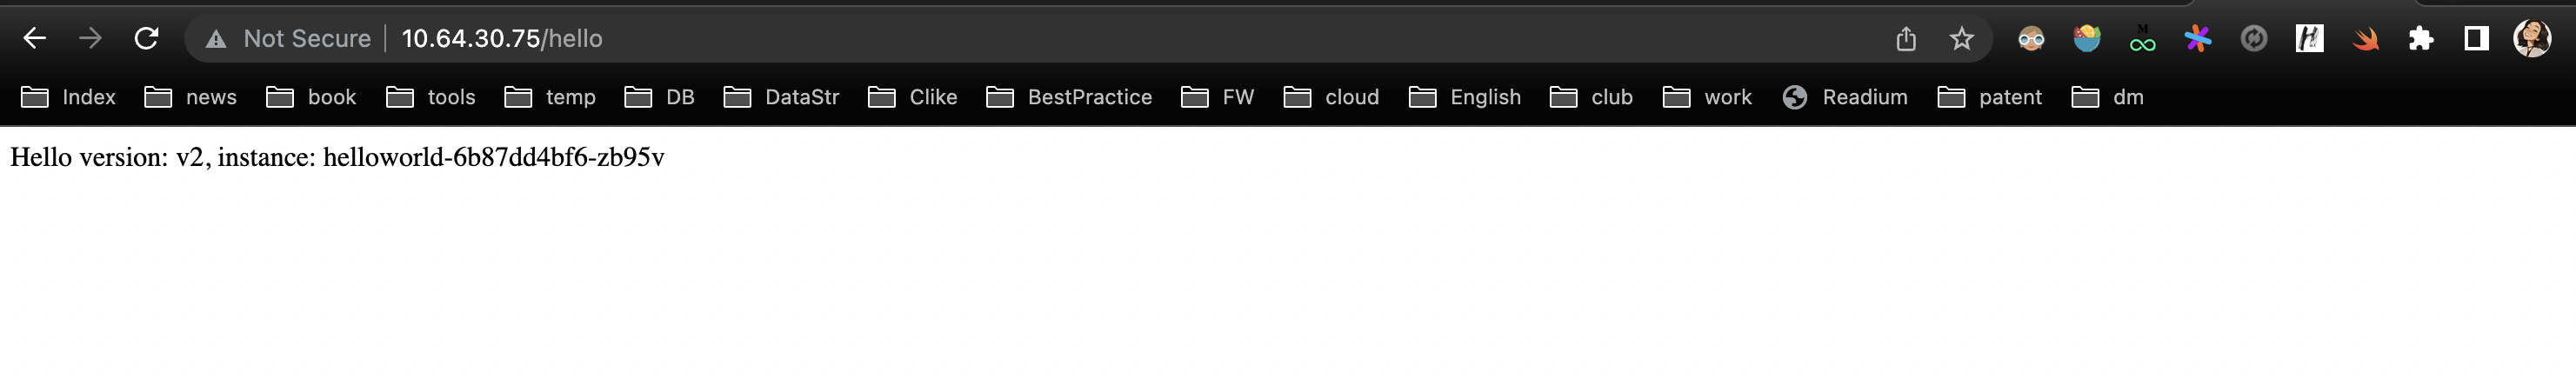 Not Secure 10.64.30.75/hello
Index news book tools temp DB DataStr Clike BestPractice FW cloud English club work Readium patent dm
Hello version: v2, instance: helloworld-6b87dd4bf6-zb95v